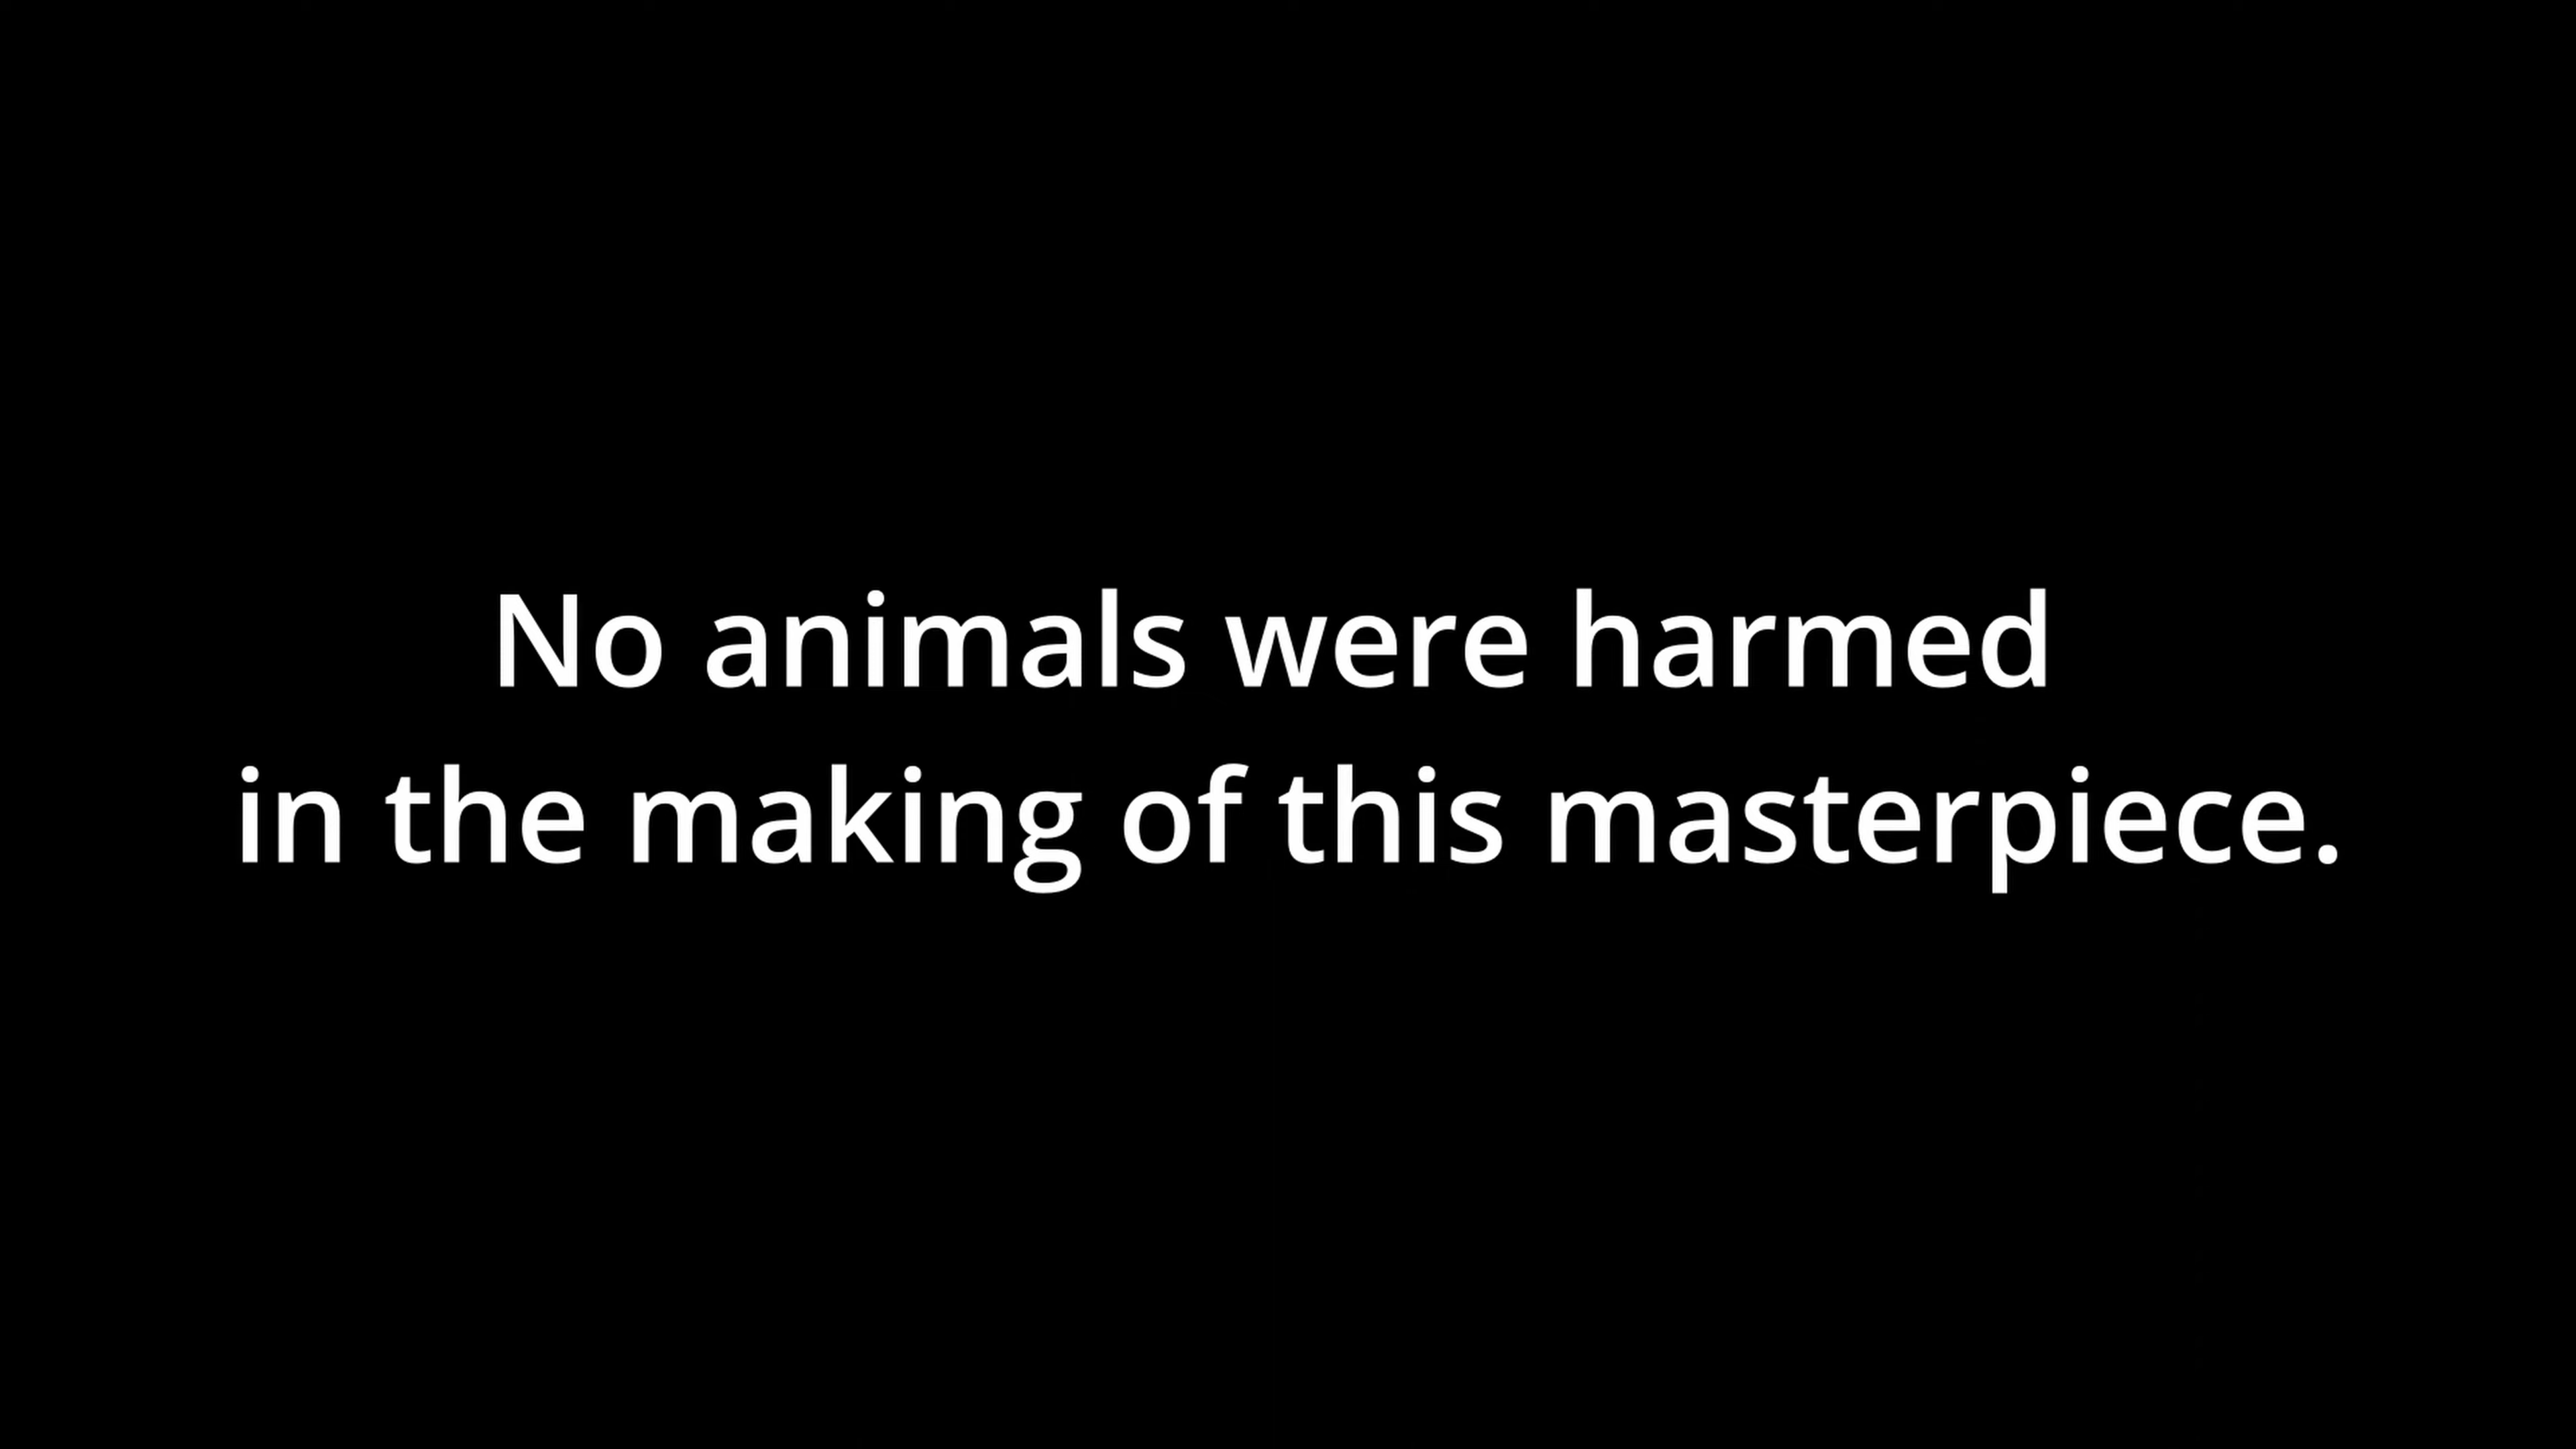 No animals were harmed
in the making of this masterpiece.